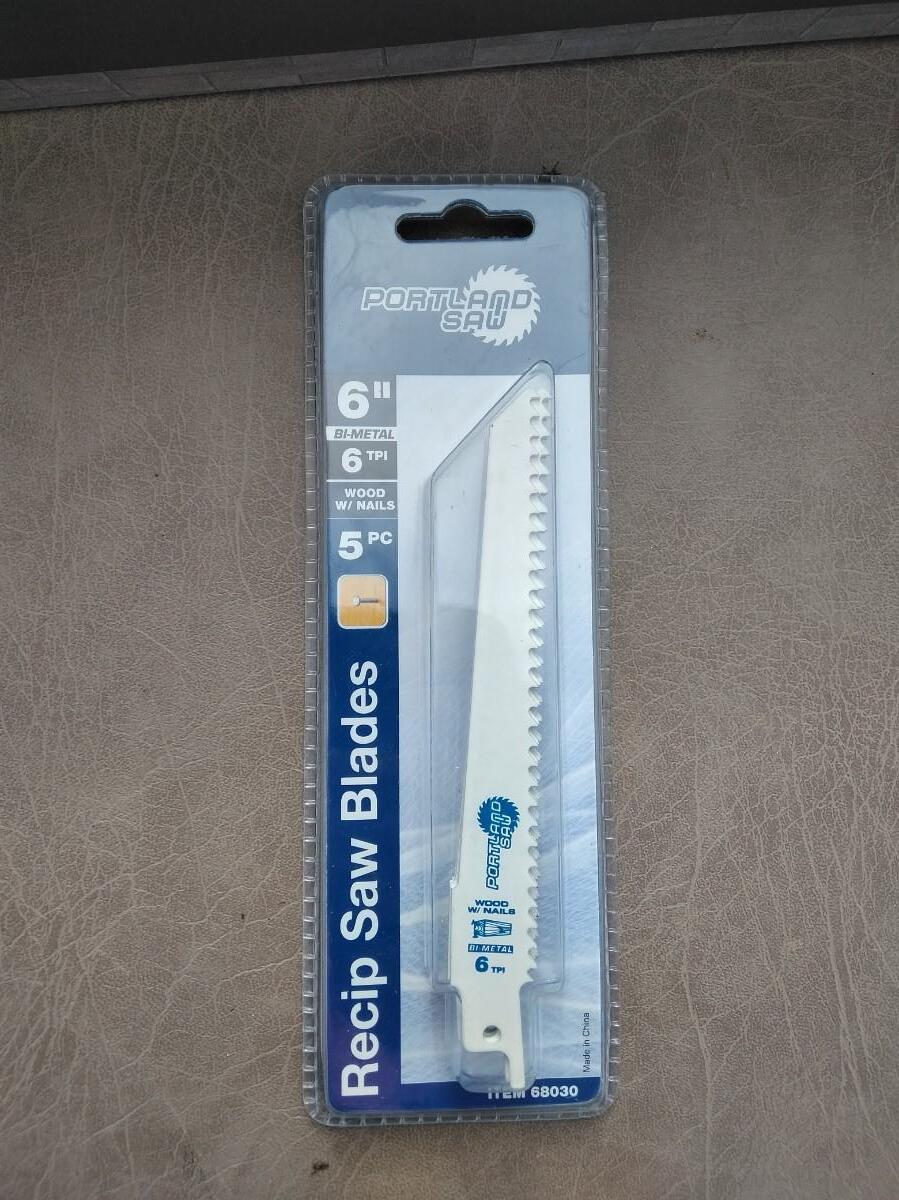 PORTLAND
SAW
6"
BI-METAL
6 TPI
WOOD
W/ NAILS
5 PC
Recip Saw Blades
PORTLAND
SAW
WOOD
W/ NAILS
BI-METAL
6 TPI
Made in China
ITEM 68030